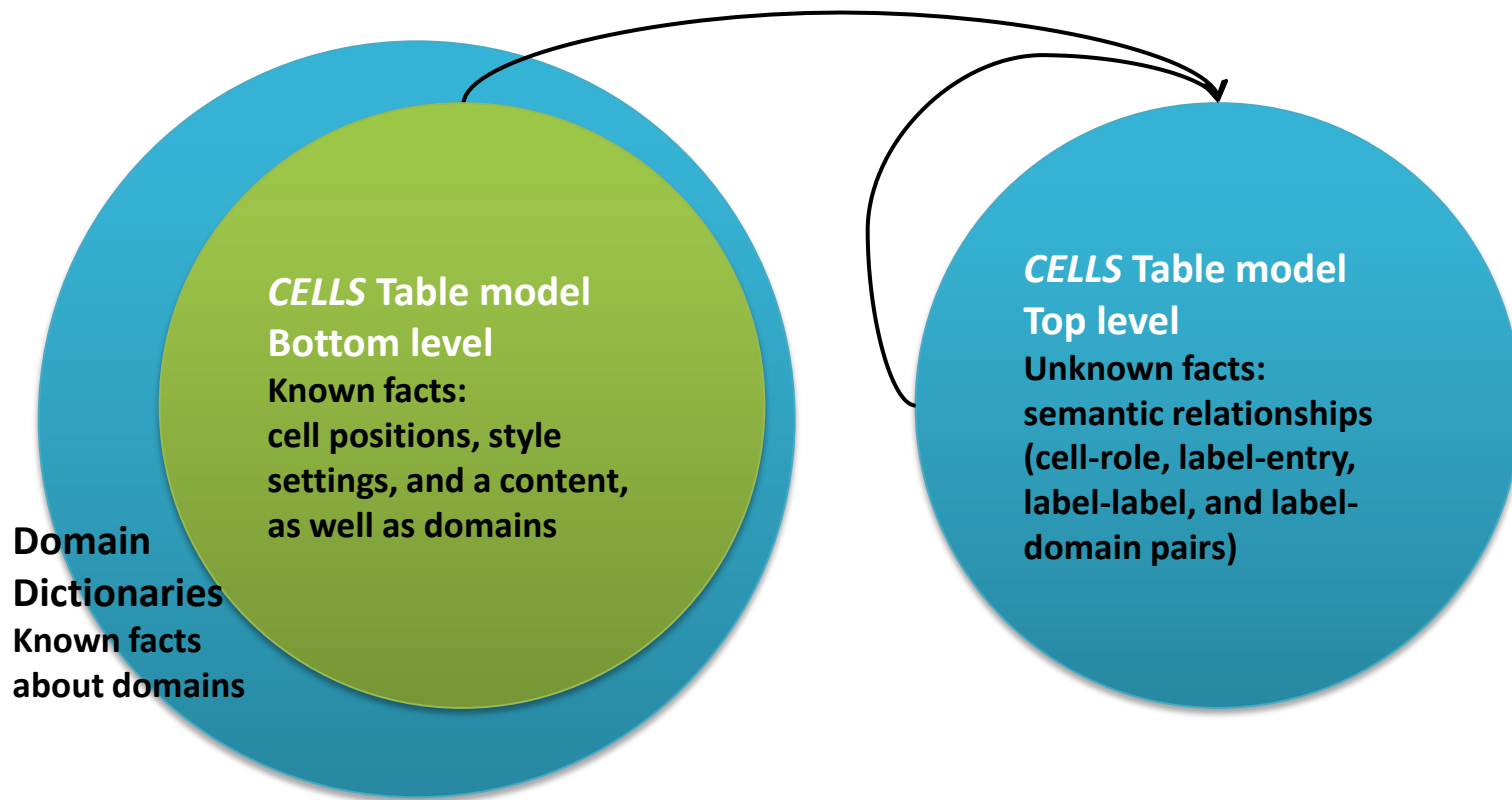 CELLS Table model
Bottom level
Known facts:
cell positions, style
settings, and a content,
as well as domains
Domain
Dictionaries
Known facts
about domains
CELLS Table model
Top level
Unknown facts:
semantic relationships
(cell-role, label-entry,
label-label, and label-
domain pairs)